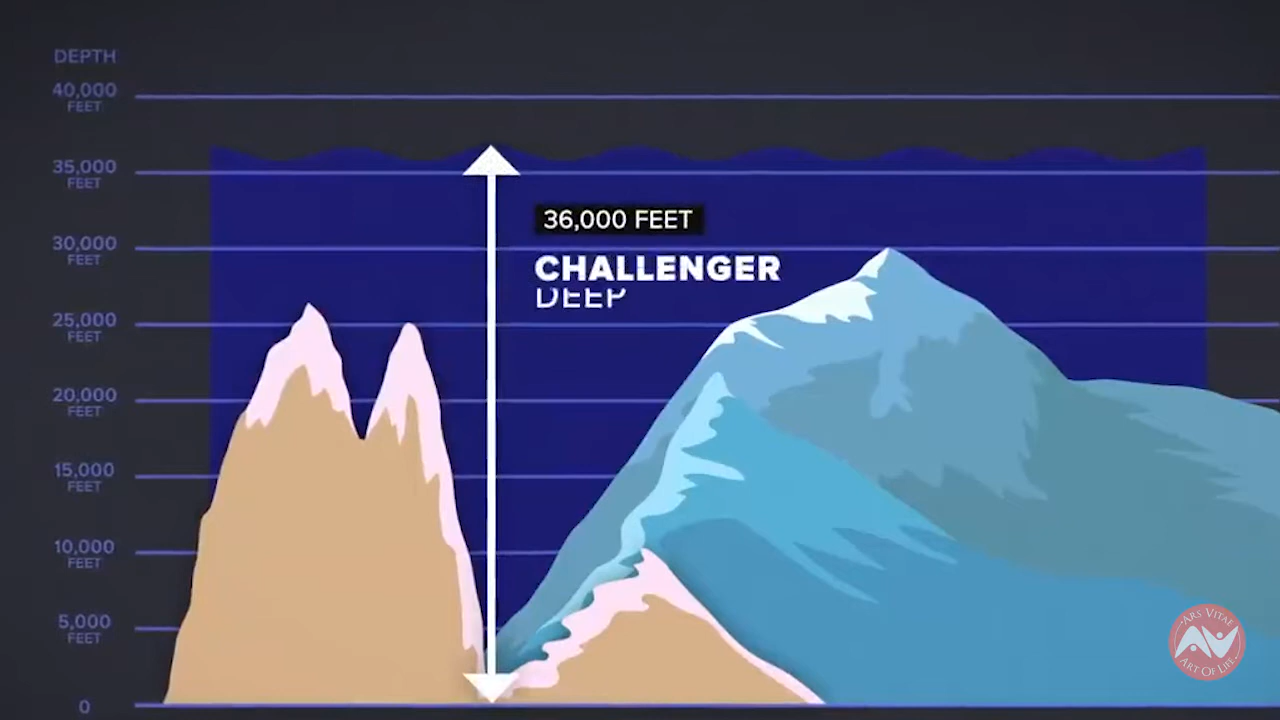 DEPTH
40,000
FEET
35,000
FEET
36,000 FEET
30,000
FEET
CHALLENGER
DEEP
25,000
FEET
20,000
FEET
15,000
FEET
10,000
FEET
5,000
FEET
0
ARS VITAE
ART OF LIFE